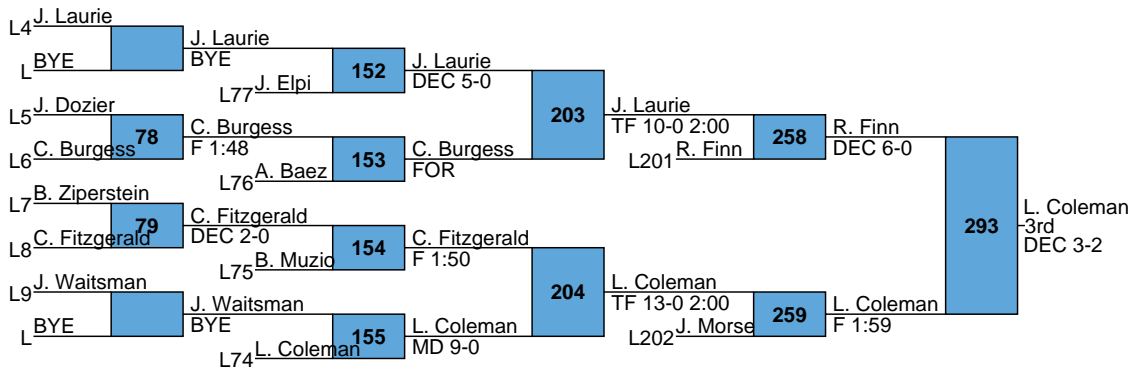 L4 J. Laurie
L BYE
J. Laurie
BYE
L77 J. Elpi
152
J. Laurie
DEC 5-0
L5 J. Dozier
L6 C. Burgess
78
C. Burgess
F 1:48
L76 A. Baez
153
C. Burgess
FOR
203
J. Laurie
TF 10-0 2:00
L201 R. Finn
258
R. Finn
DEC 6-0
L7 B. Ziperstein
L8 C. Fitzgerald
79
C. Fitzgerald
DEC 2-0
L75 B. Muzio
154
C. Fitzgerald
F 1:50
L9 J. Waitsman
L BYE
J. Waitsman
BYE
L74 L. Coleman
155
L. Coleman
MD 9-0
204
L. Coleman
TF 13-0 2:00
L202 J. Morse
259
L. Coleman
F 1:59
293
L. Coleman
3rd
DEC 3-2